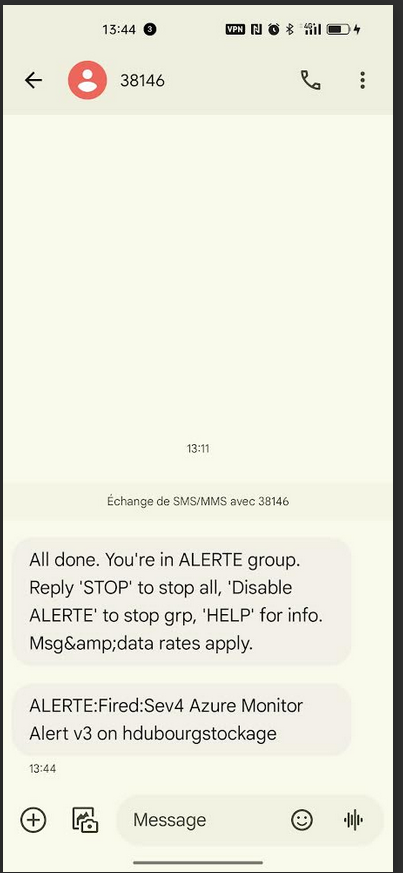 13:44 3 VPN 4G+
38146
13:11
Échange de SMS/MMS avec 38146
All done. You're in ALERTE group.
Reply 'STOP' to stop all, 'Disable
ALERTE' to stop grp, 'HELP' for info.
Msg&amp;data rates apply.
ALERTE:Fired:Sev4 Azure Monitor
Alert v3 on hdubourgstockage
13:44
Message